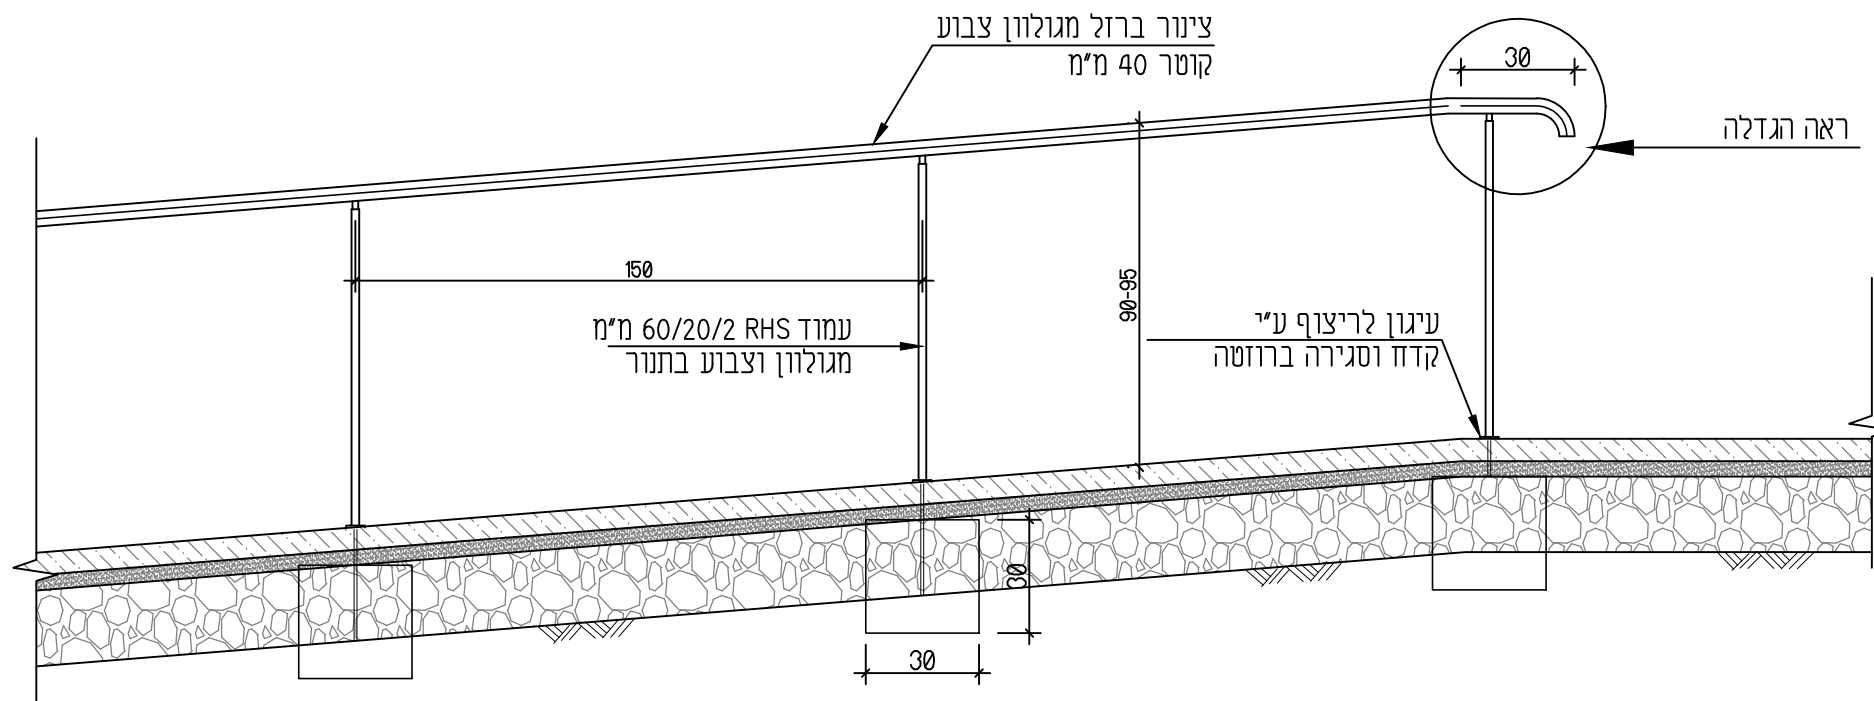 צינור ברזל מגולוון צבוע
קוטר 40 מ"מ
30
ראה הגדלה
150
90-95
עמוד RHS 60/20/2 מ"מ
מגולוון וצבוע בתנור
עיגון לריצוף ע"י
קדח וסגירה ברוזטה
30
30